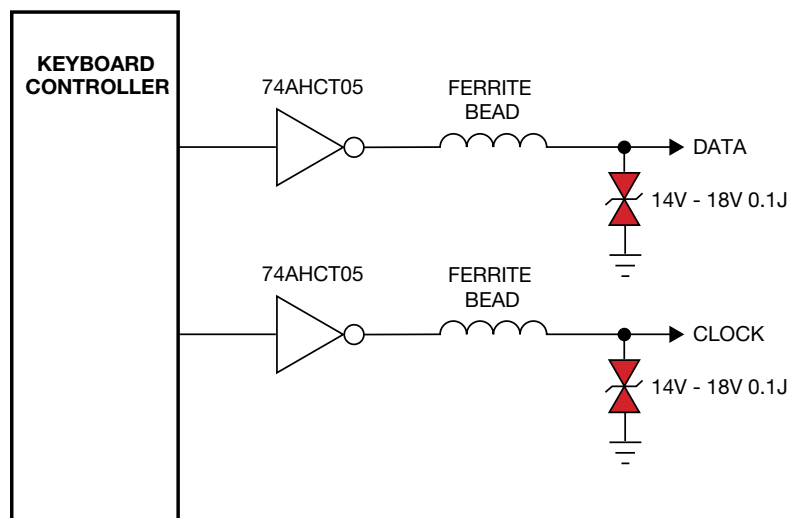 KEYBOARD
CONTROLLER
74AHCT05
FERRITE
BEAD
DATA
14V - 18V 0.1J
74AHCT05
FERRITE
BEAD
CLOCK
14V - 18V 0.1J